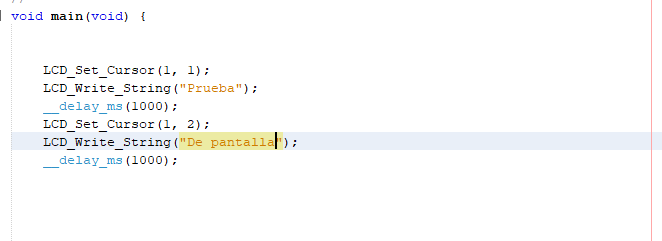 void main(void) {
LCD_Set_Cursor(1, 1);
LCD_Write_String("Prueba");
__delay_ms(1000);
LCD_Set_Cursor(1, 2);
LCD_Write_String("De pantalla");
__delay_ms(1000);